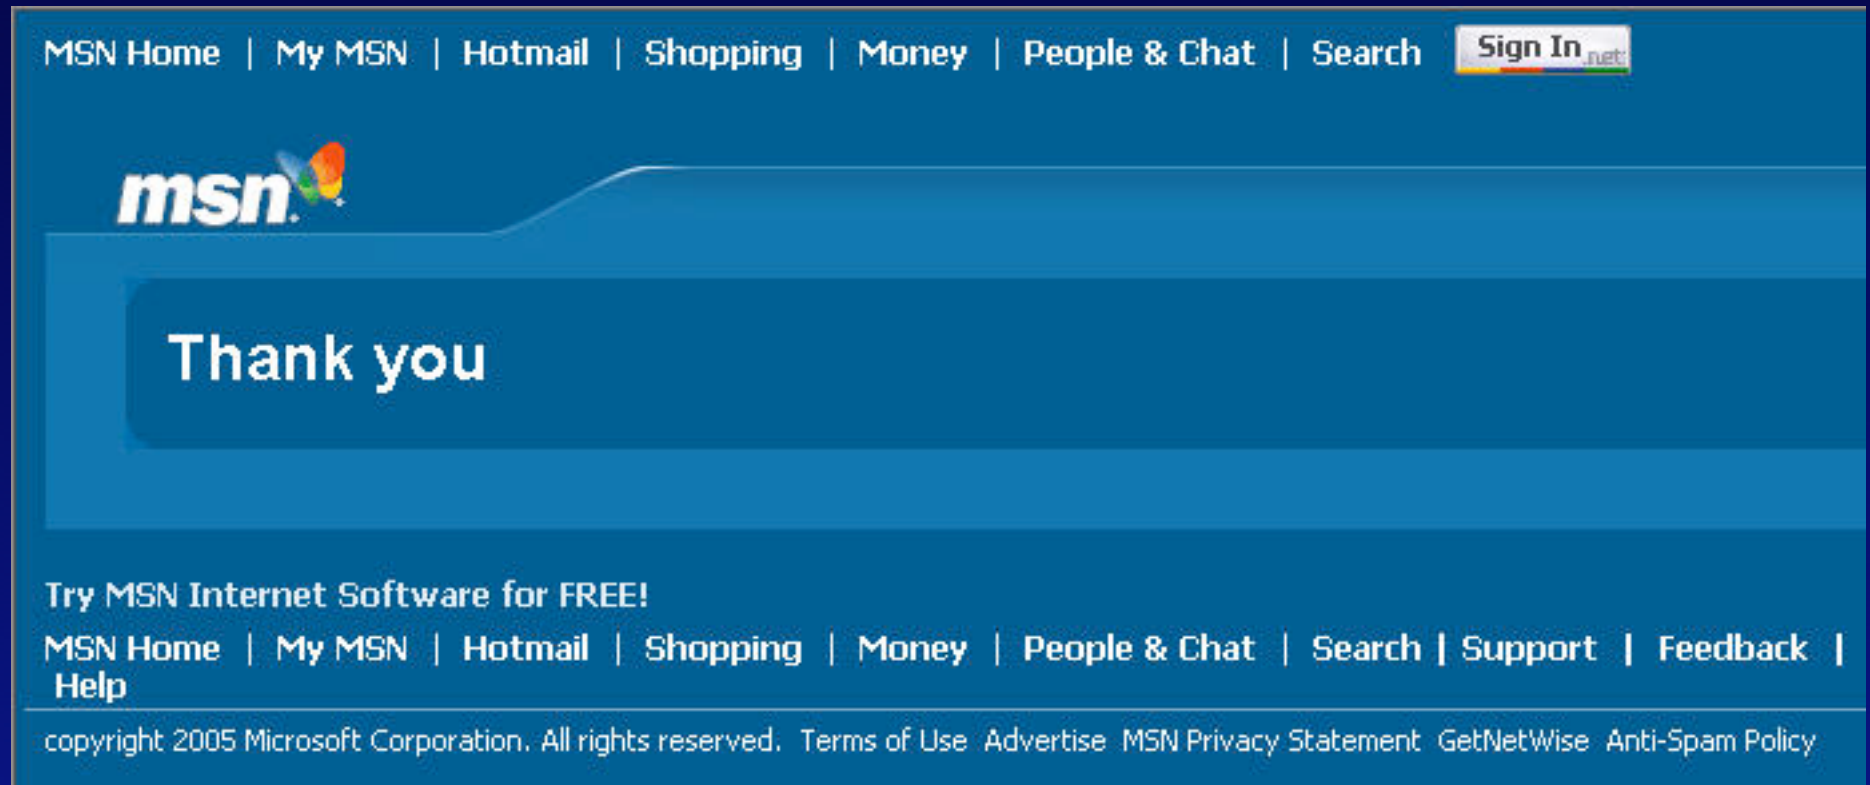 MSN Home | My MSN | Hotmail | Shopping | Money | People & Chat | Search Sign In .net
msn
Thank you
Try MSN Internet Software for FREE!
MSN Home | My MSN | Hotmail | Shopping | Money | People & Chat | Search | Support | Feedback |
Help
copyright 2005 Microsoft Corporation. All rights reserved. Terms of Use Advertise MSN Privacy Statement GetNetWise Anti-Spam Policy